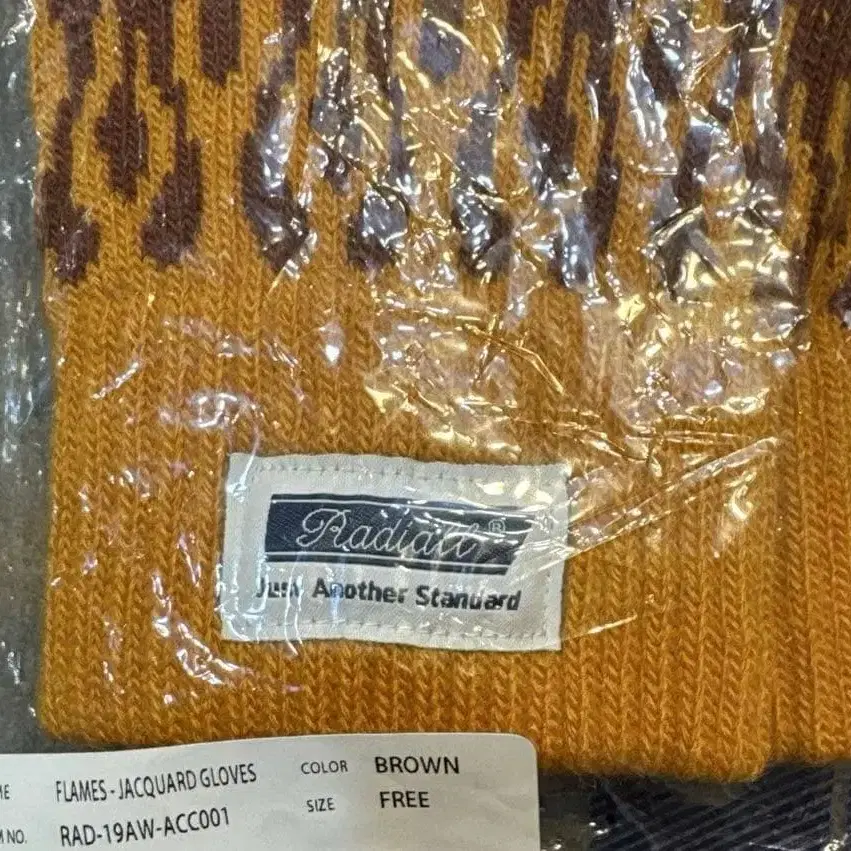 Radiall®
Just Another Standard
FLAMES - JACQUARD GLOVES
COLOR BROWN
RAD-19AW-ACC001
SIZE FREE